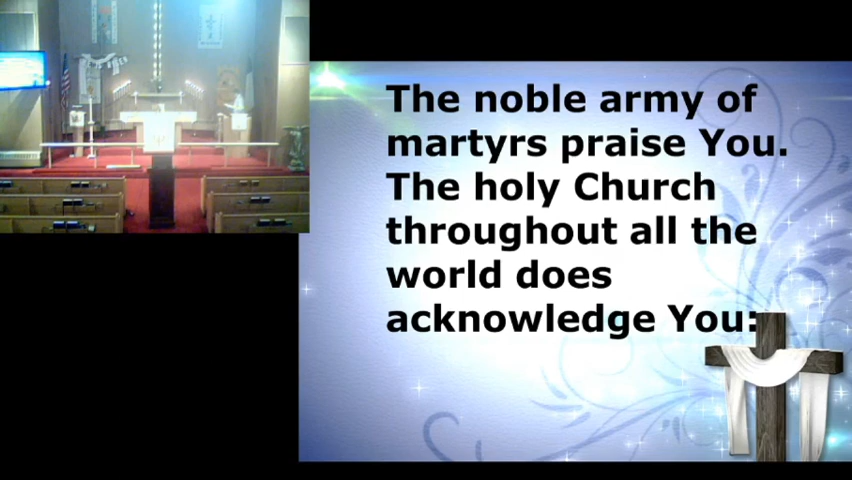 The noble army of
martyrs praise You.
The holy Church
throughout all the
world does
acknowledge You: